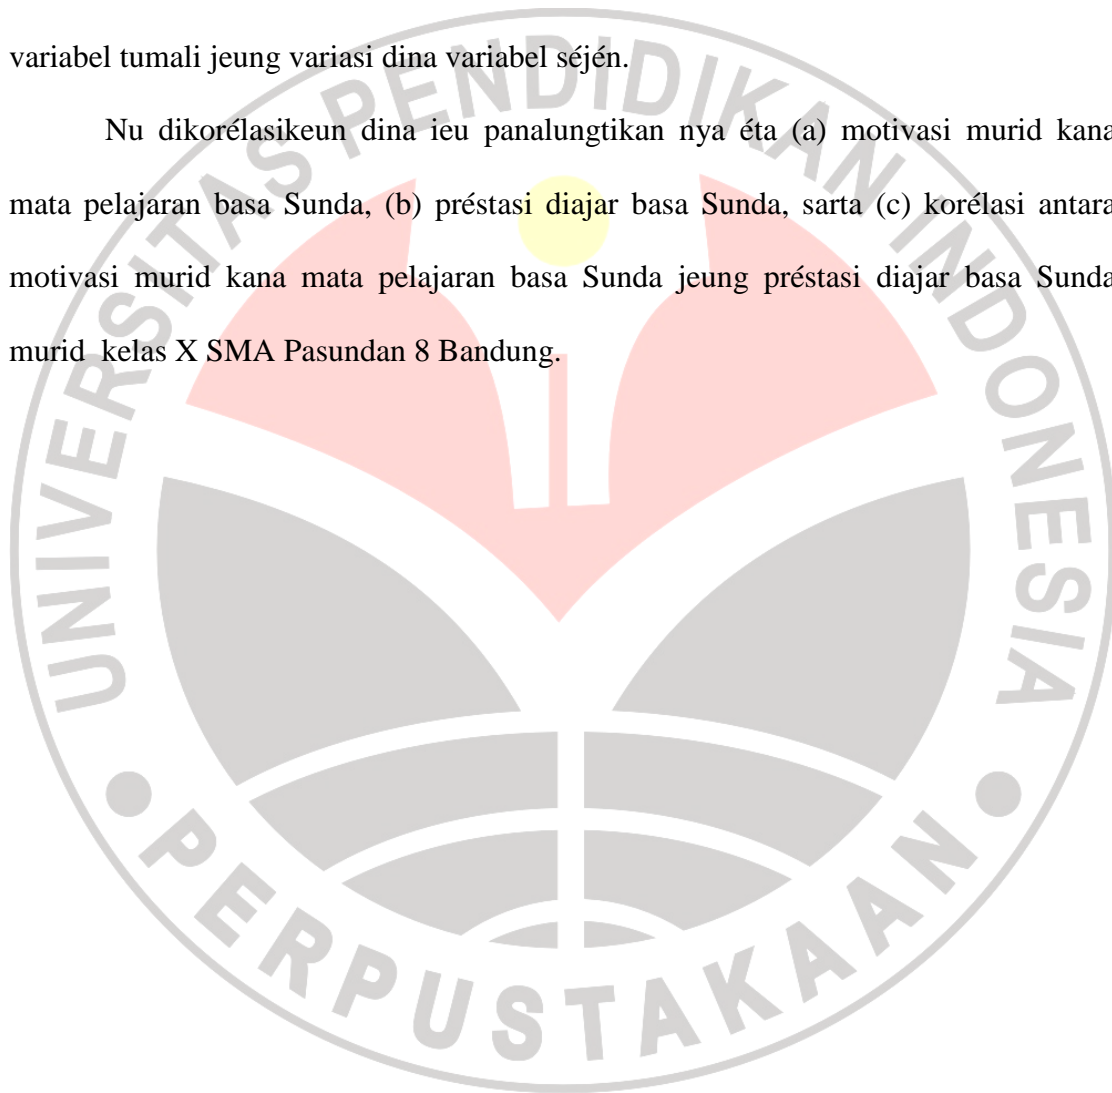 variabel tumali jeung variasi dina variabel séjén.
Nu dikorélasikeun dina ieu panalungtikan nya éta (a) motivasi murid kana
mata pelajaran basa Sunda, (b) préstasi diajar basa Sunda, sarta (c) korélasi antara
motivasi murid kana mata pelajaran basa Sunda jeung préstasi diajar basa Sunda
murid kelas X SMA Pasundan 8 Bandung.
UNIVERSITAS PENDIDIKAN INDONESIA
PERPUSTAKAAN